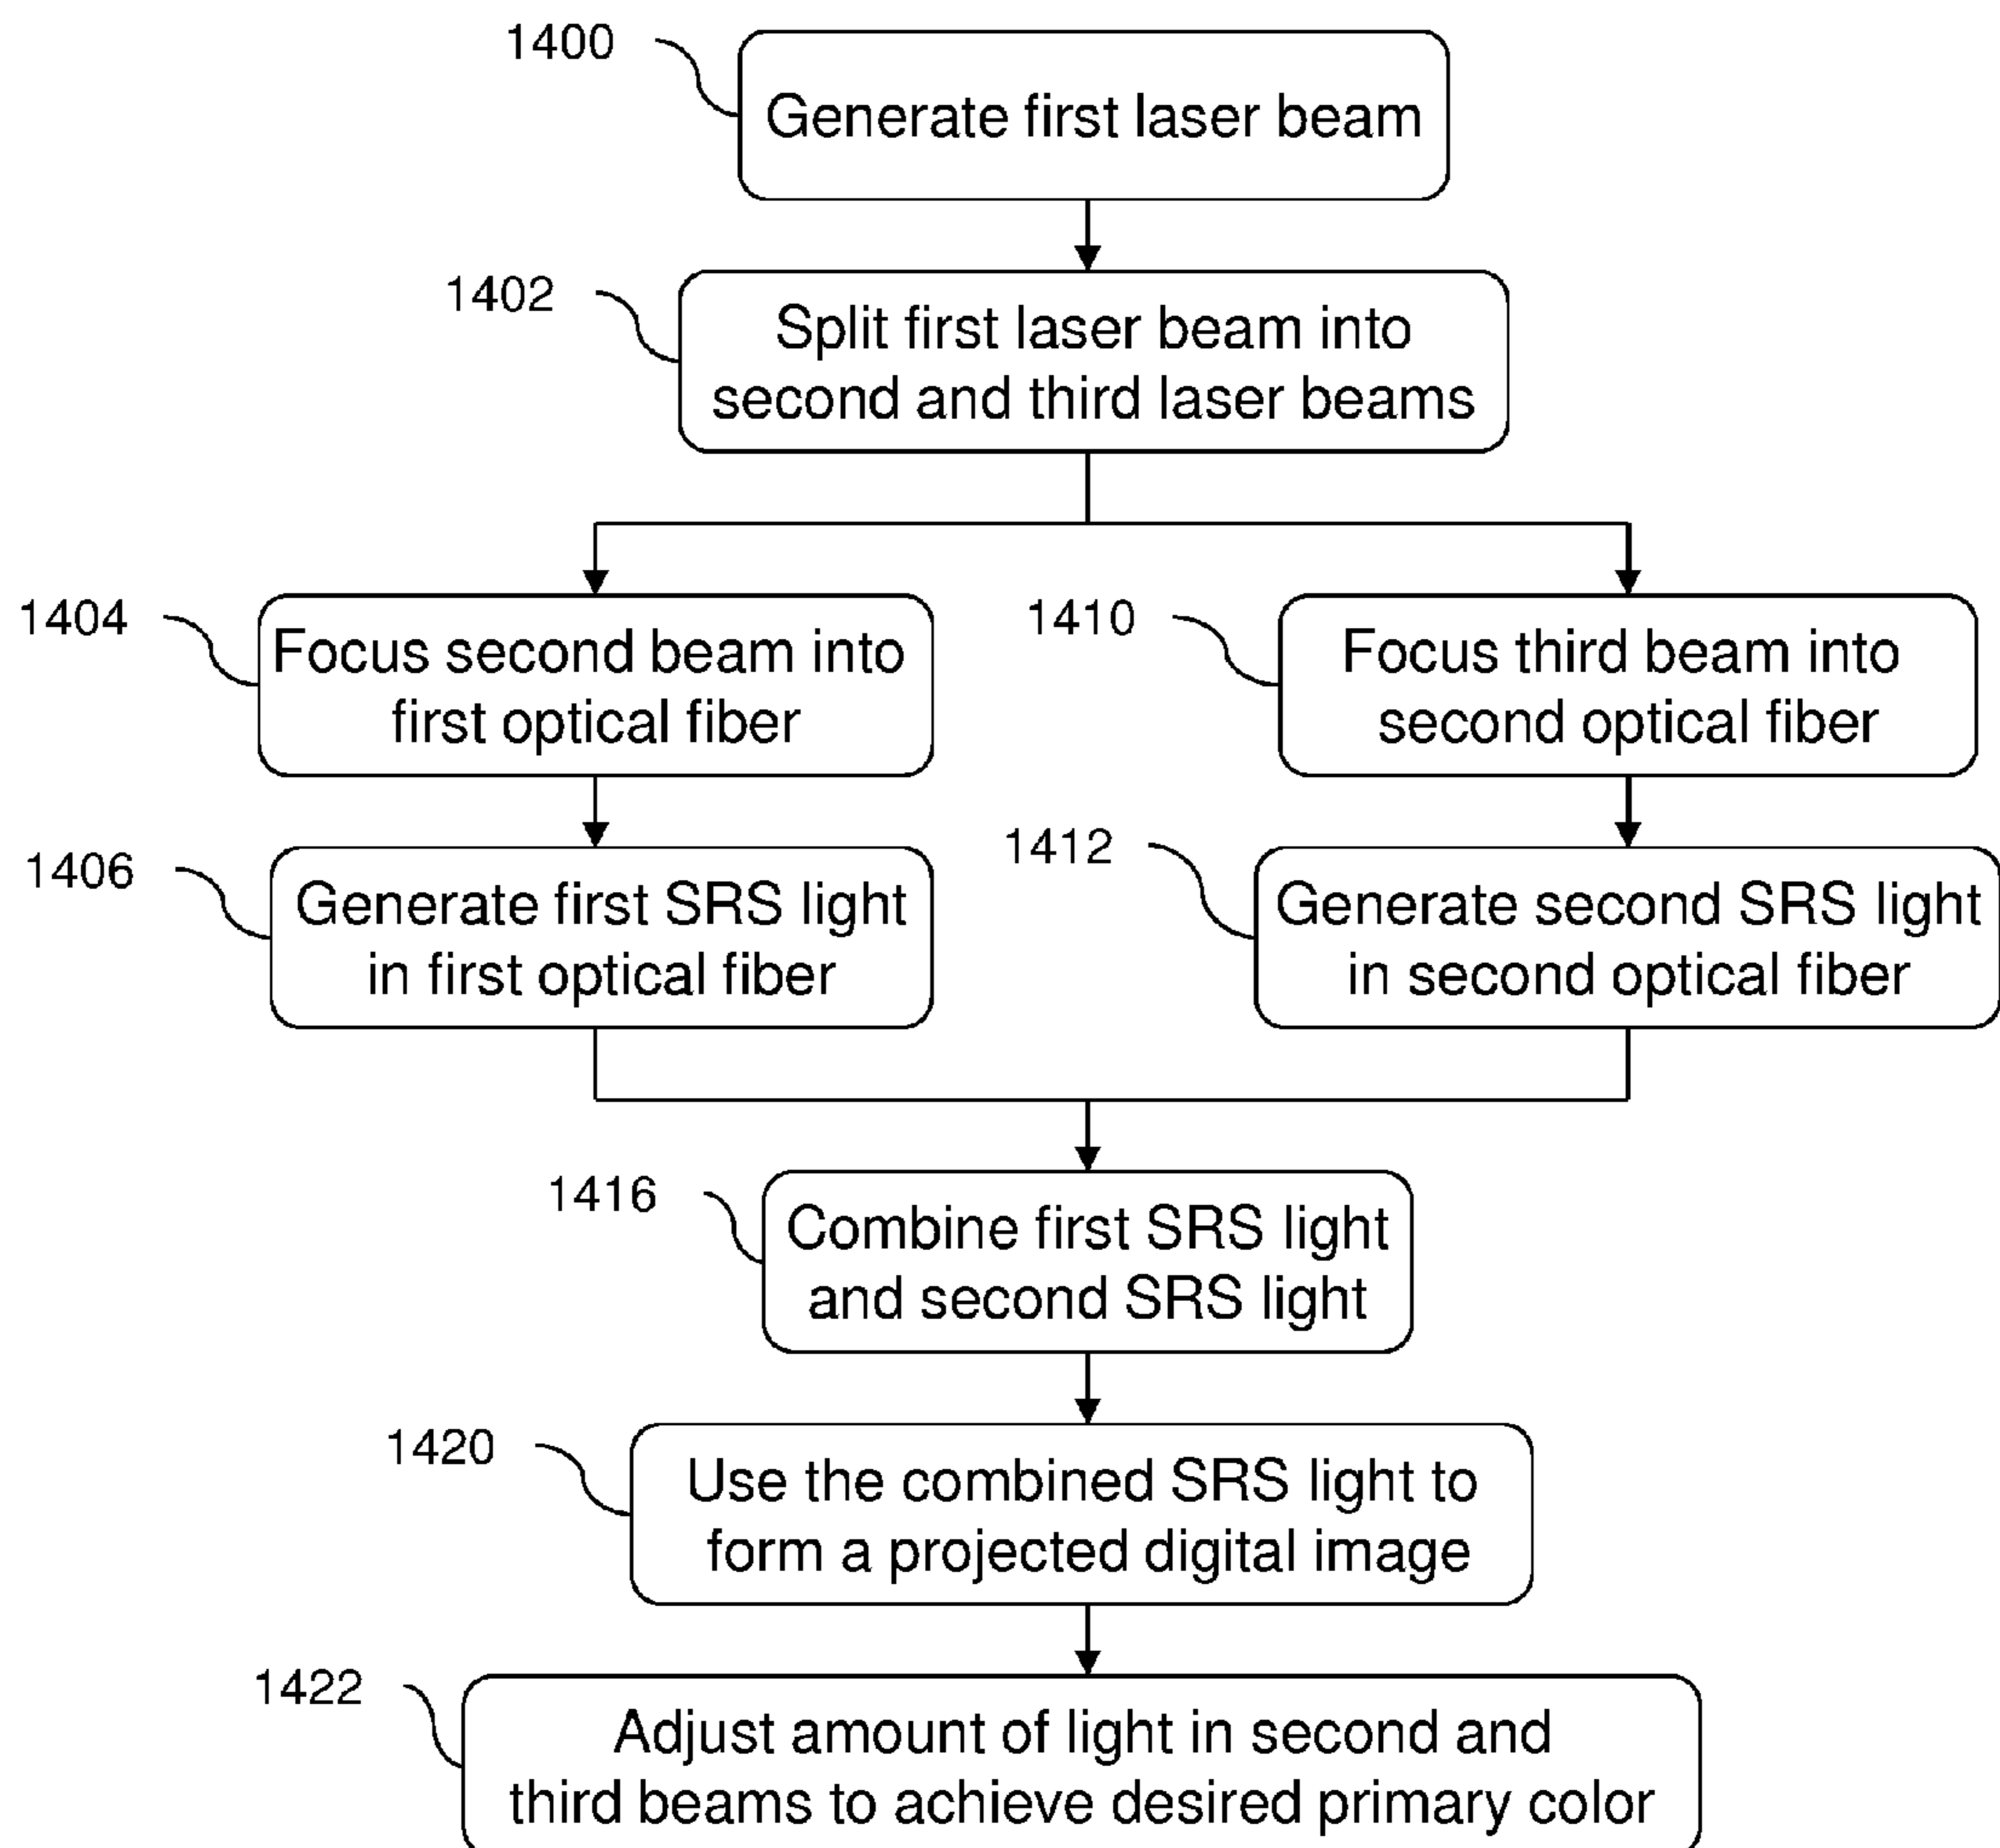 1400
Generate first laser beam
1402
Split first laser beam into
second and third laser beams
1404
Focus second beam into
first optical fiber
1410
Focus third beam into
second optical fiber
1406
Generate first SRS light
in first optical fiber
1412
Generate second SRS light
in second optical fiber
1416
Combine first SRS light
and second SRS light
1420
Use the combined SRS light to
form a projected digital image
1422
Adjust amount of light in second and
third beams to achieve desired primary color